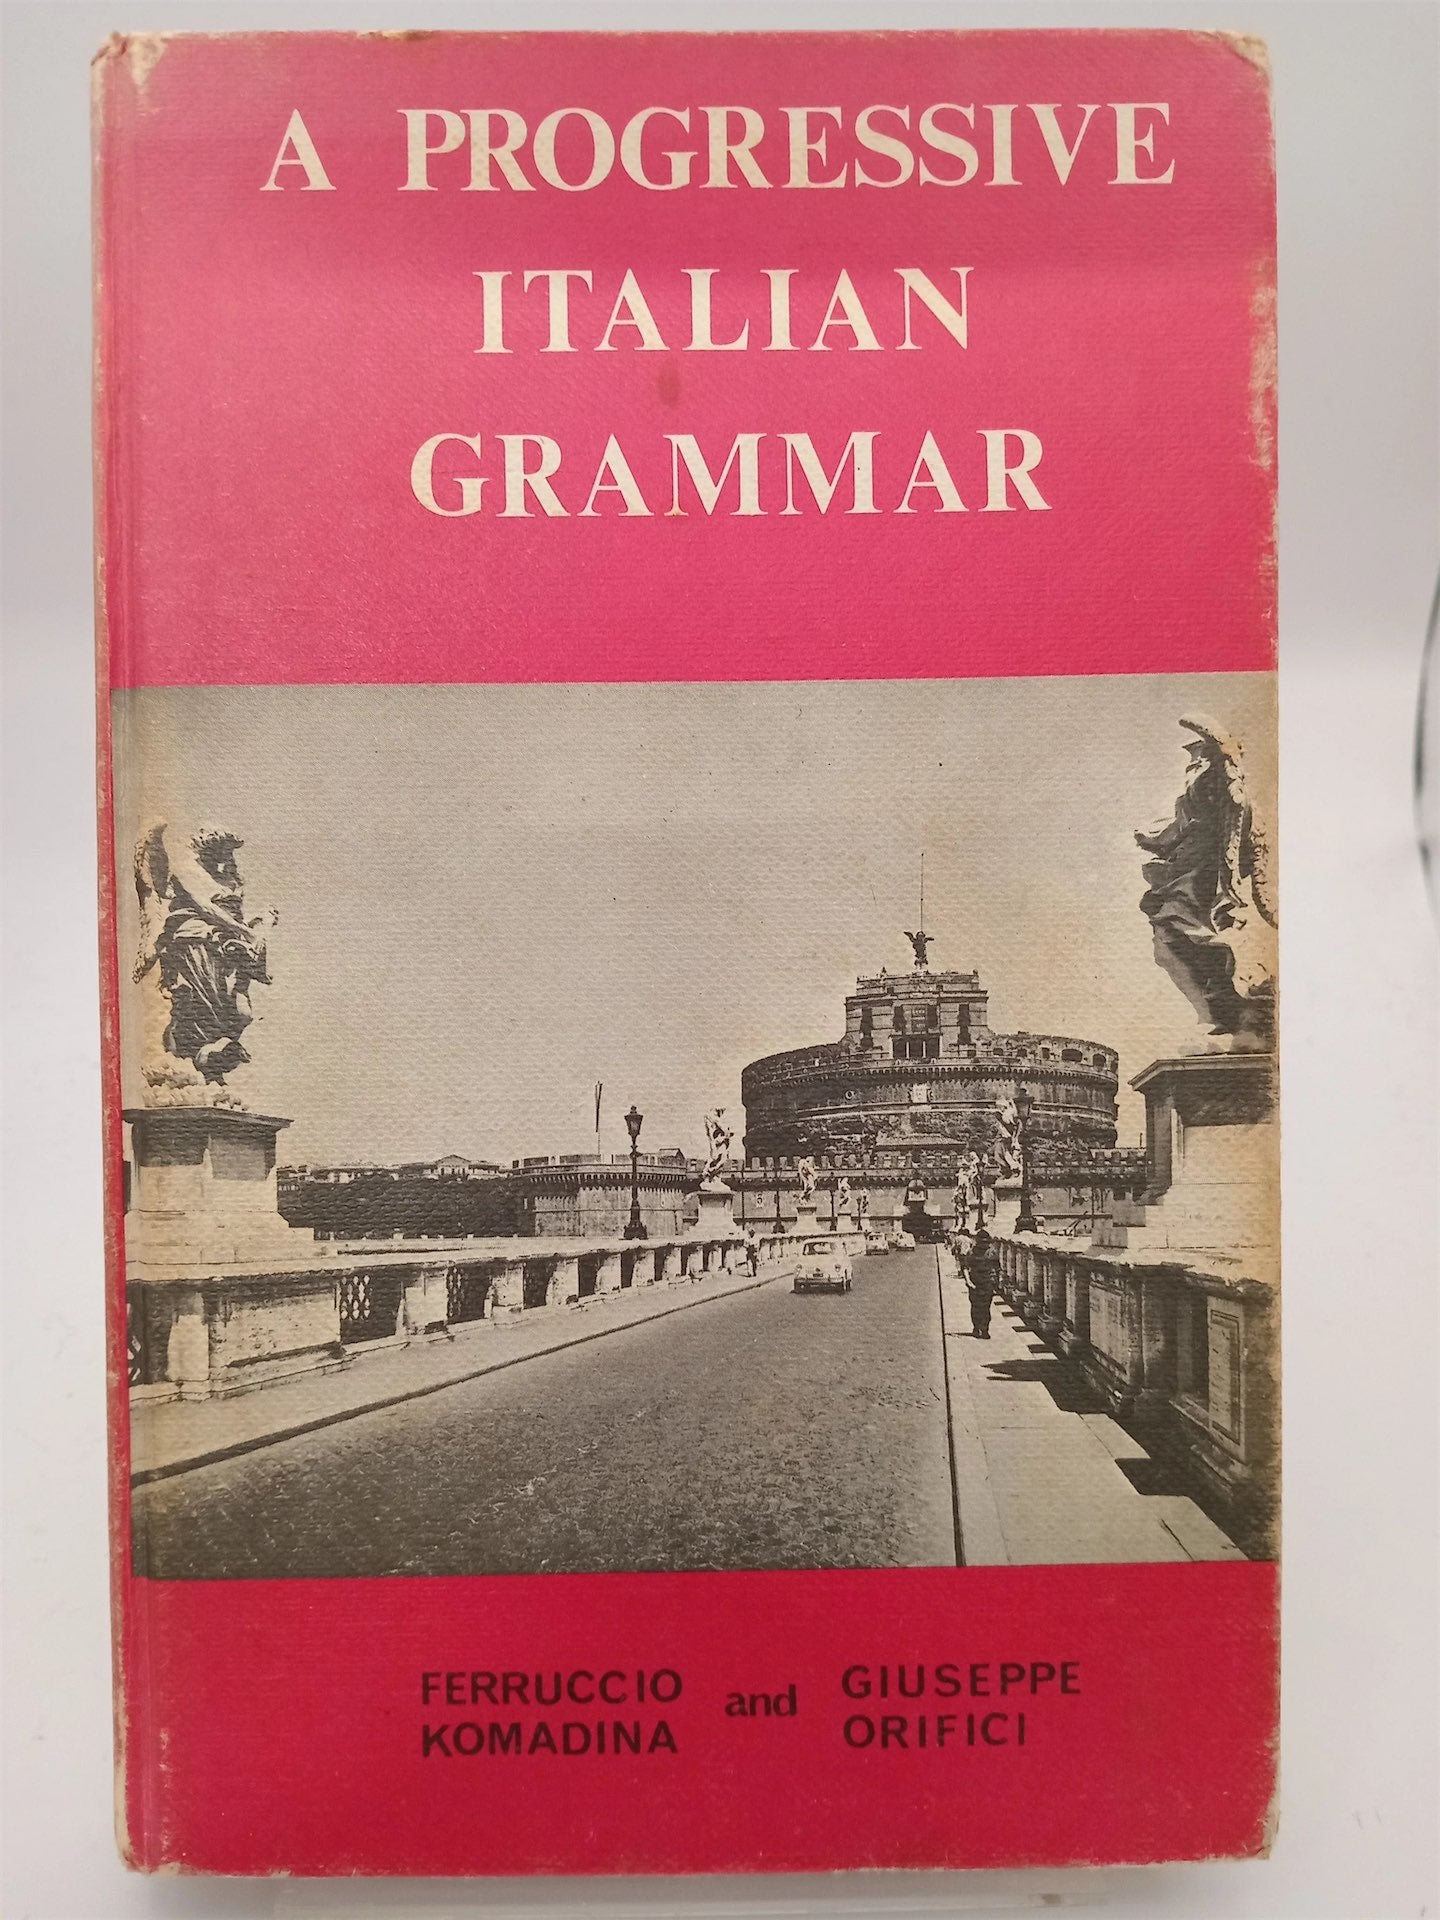 A PROGRESSIVE
ITALIAN
GRAMMAR
FERRUCCIO
KOMADINA
and
GIUSEPPE
ORIFICI